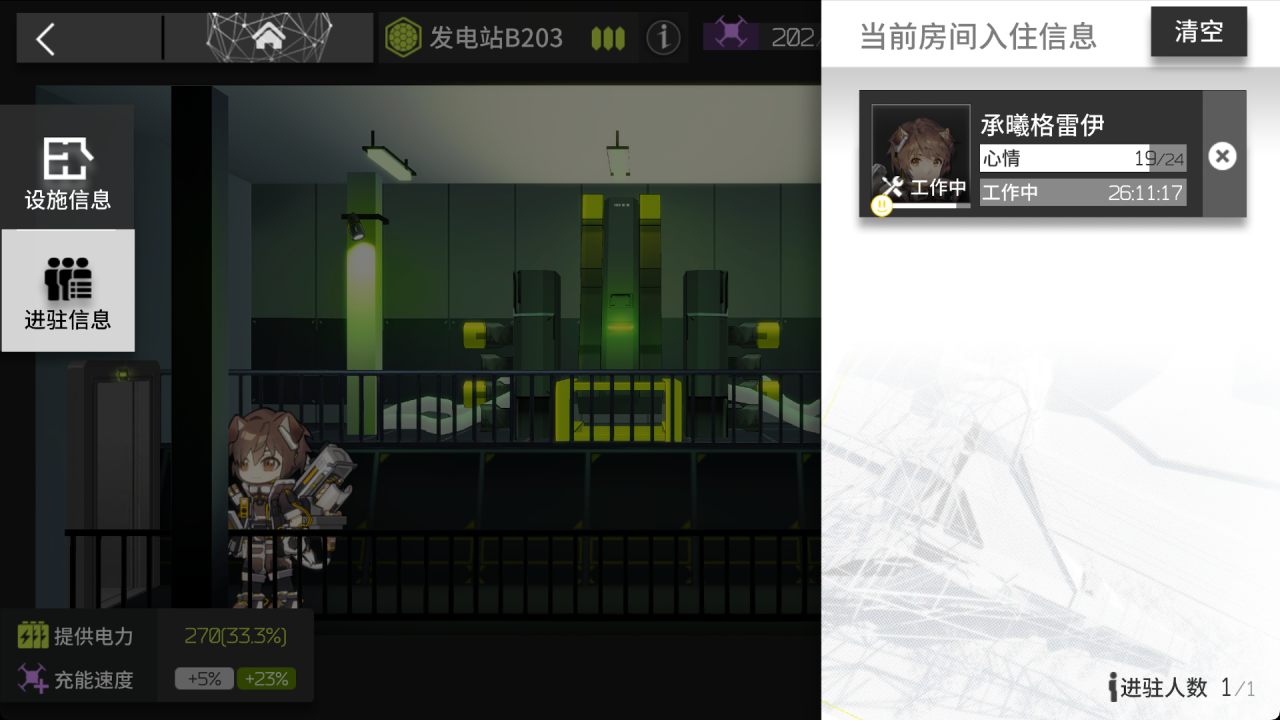 发电站B203
202
当前房间入住信息
清空
设施信息
进驻信息
承曦格雷伊
心情 19/24
工作中
工作中 26:11:17
提供电力 270(33.3%)
充能速度 +5% +23%
进驻人数 1/1